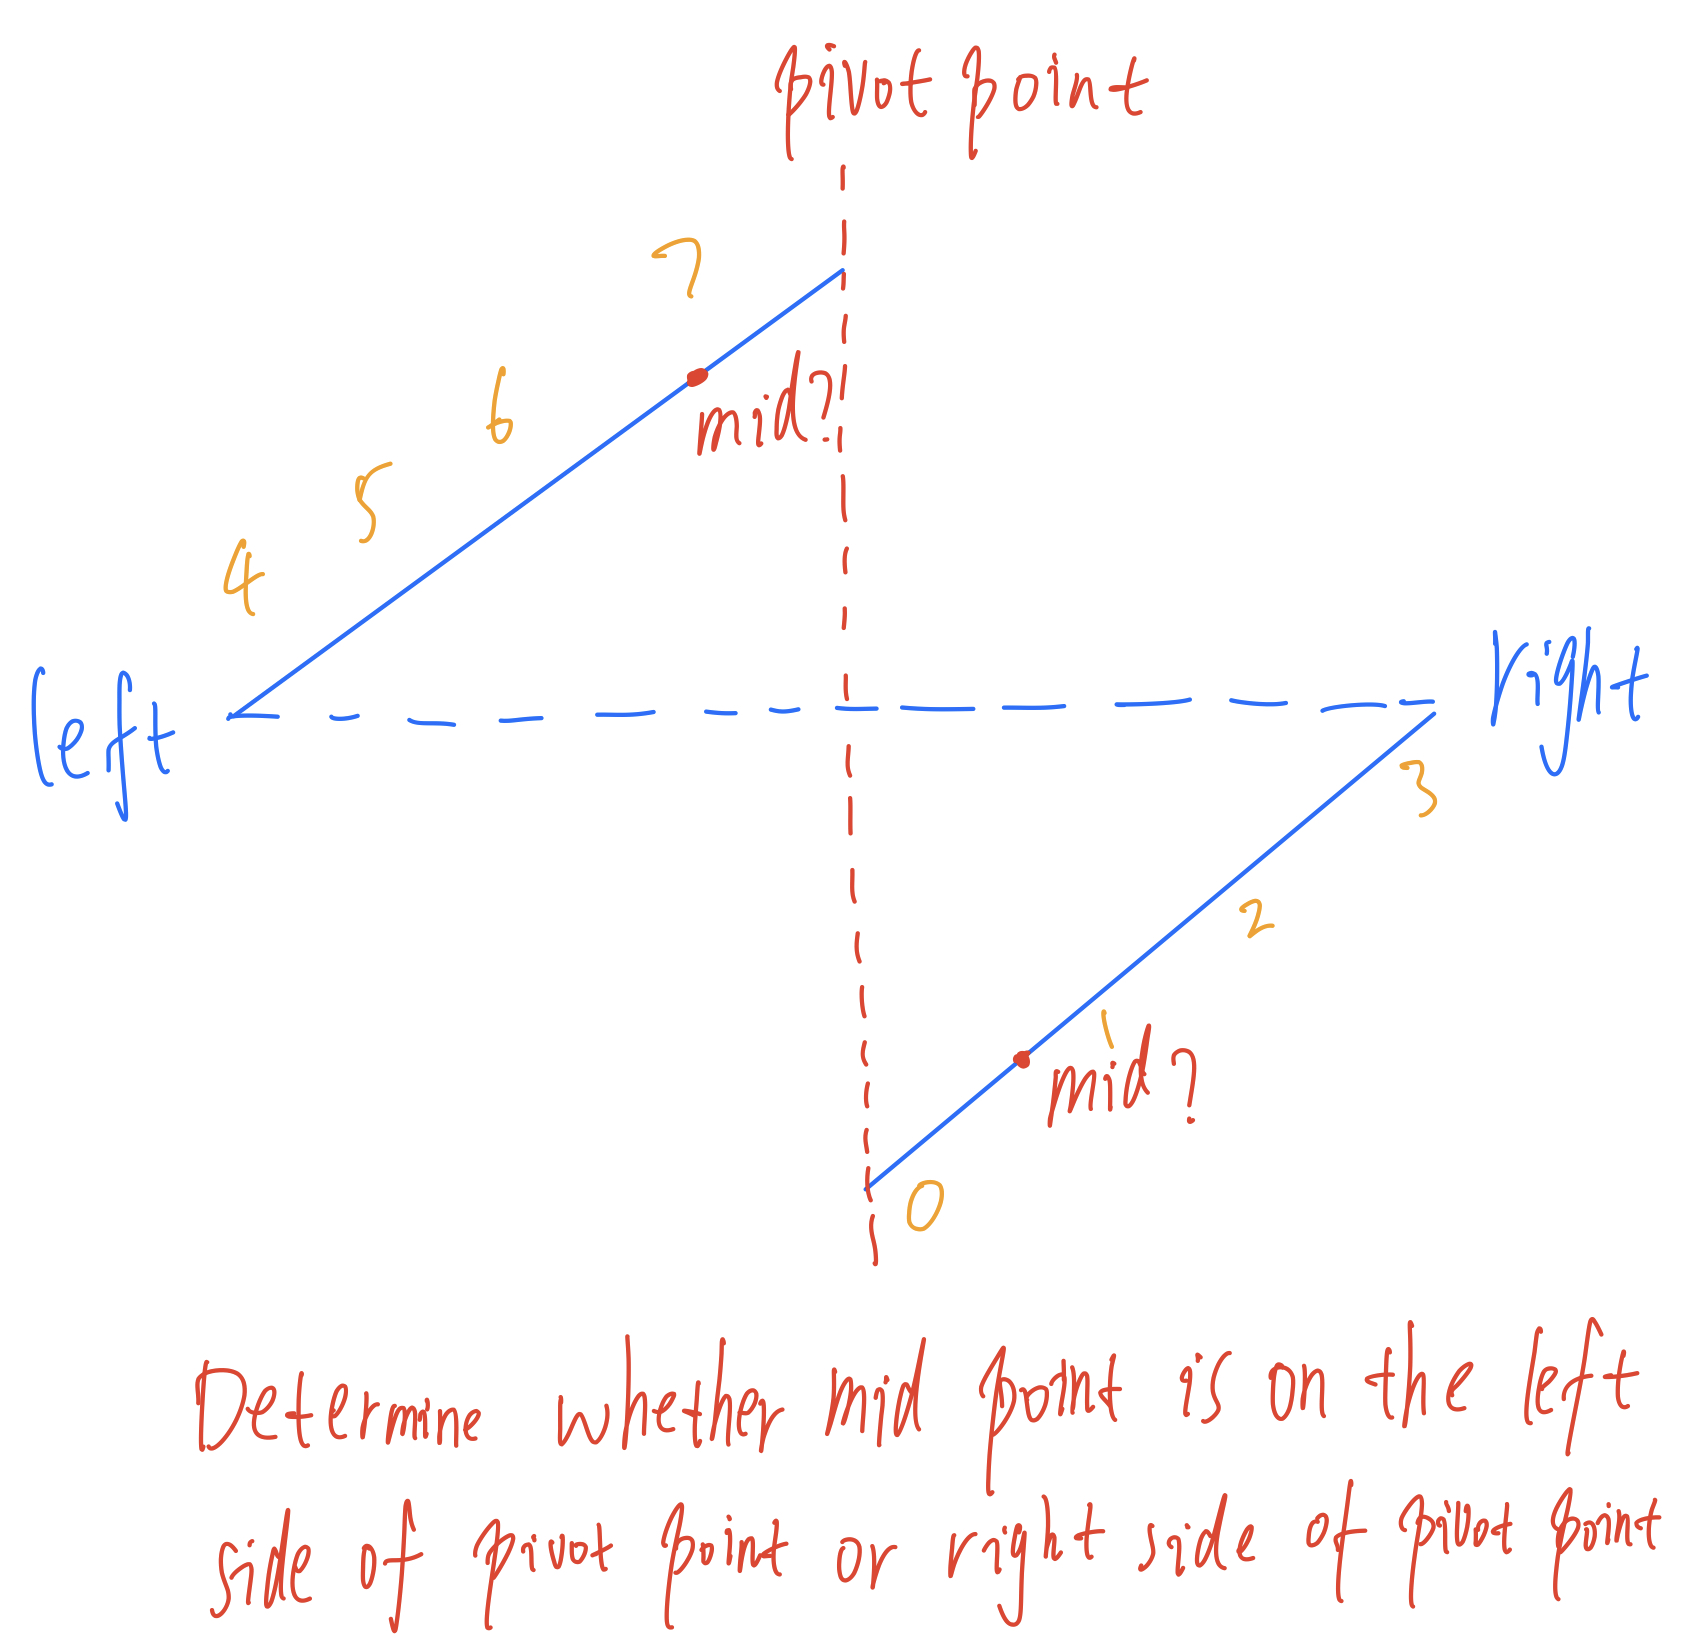 pivot point
7
mid?
6
5
4
left
right
3
2
1
mid?
0
Determine whether mid point is on the left
side of pivot point or right side of pivot point